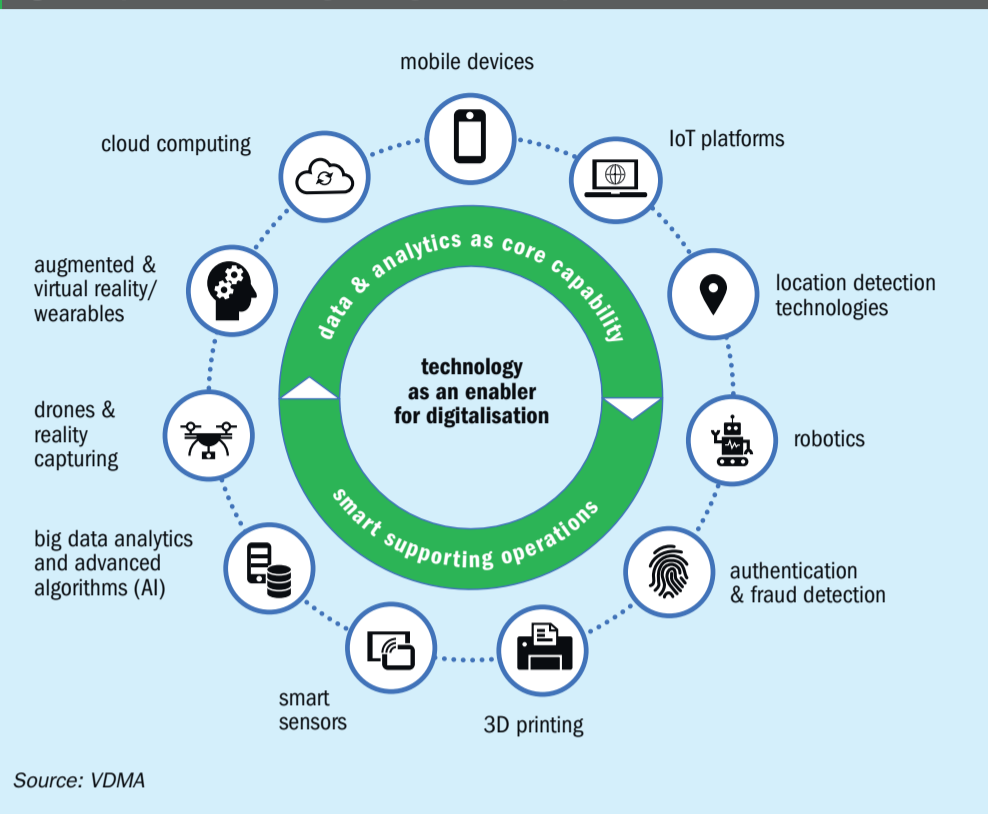 mobile devices
IoT platforms
location detection
technologies
robotics
authentication
& fraud detection
3D printing
smart
sensors
big data analytics
and advanced
algorithms (AI)
drones &
reality
capturing
augmented &
virtual reality/
wearables
cloud computing
data & analytics as core capability
technology
as an enabler
for digitalisation
smart supporting operations
Source: VDMA